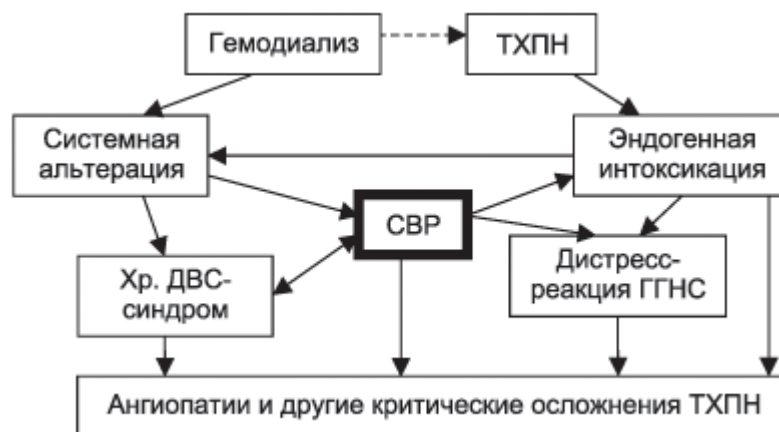 Гемодиализ
ТХПН
Системная
альтерация
Эндогенная
интоксикация
СВР
Хр. ДВС-
синдром
Дистресс-
реакция ГГНС
Ангиопатии и другие критические осложнения ТХПН